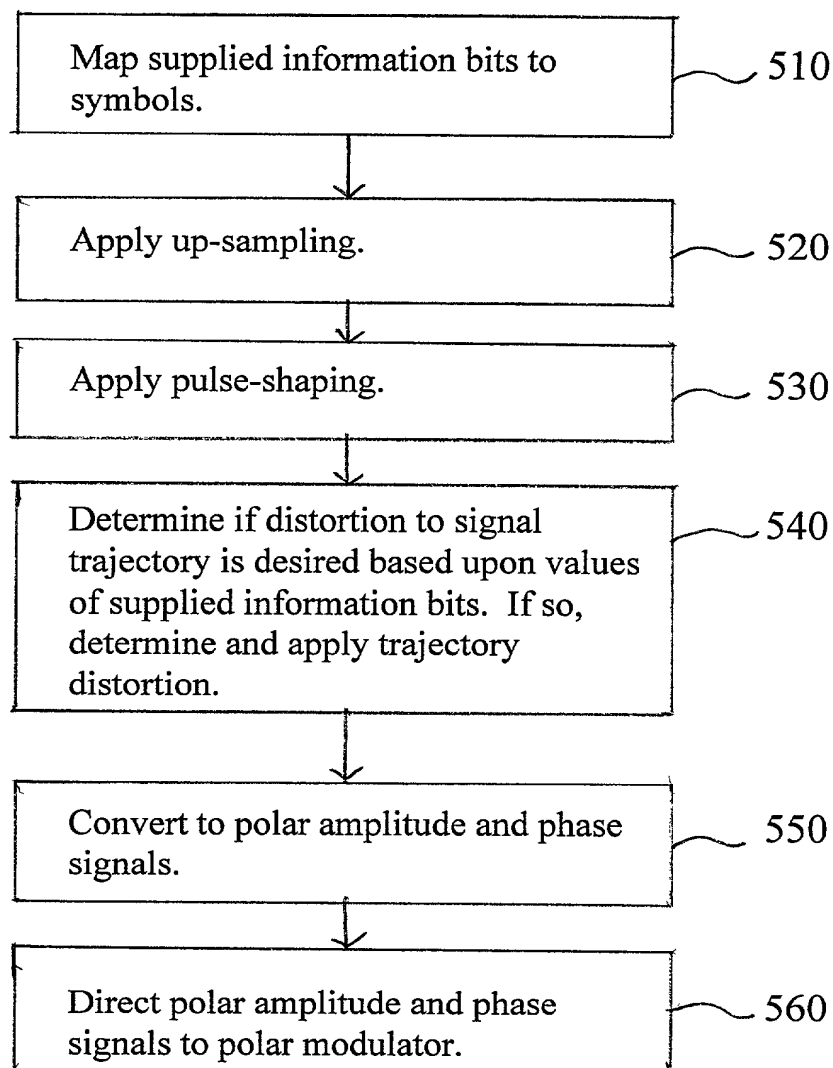 Map supplied information bits to
symbols.
510
Apply up-sampling.
520
Apply pulse-shaping.
530
Determine if distortion to signal
trajectory is desired based upon values
of supplied information bits. If so,
determine and apply trajectory
distortion.
540
Convert to polar amplitude and phase
signals.
550
Direct polar amplitude and phase
signals to polar modulator.
560